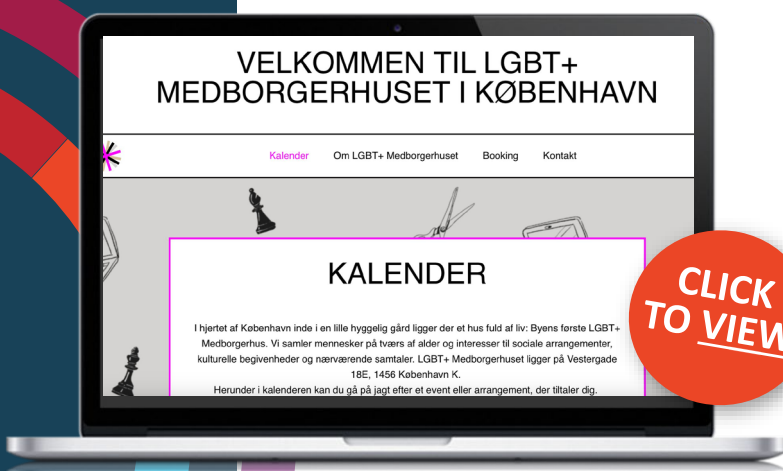 VELKOMMEN TIL LGBT+
MEDBORGERHUSET I KØBENHAVN
Kalender Om LGBT+ Medborgerhuset Booking Kontakt
KALENDER
I hjertet af København inde i en lille hyggelig gård ligger der et hus fuld af liv: Byens første LGBT+
Medborgerhus. Vi samler mennesker på tværs af alder og interesser til sociale arrangementer,
kulturelle begivenheder og nærværende samtaler. LGBT+ Medborgerhuset ligger på Vestergade
18E, 1456 København K.
Herunder i kalenderen kan du gå på jagt efter et event eller arrangement, der tiltaler dig.
CLICK
TO VIEW